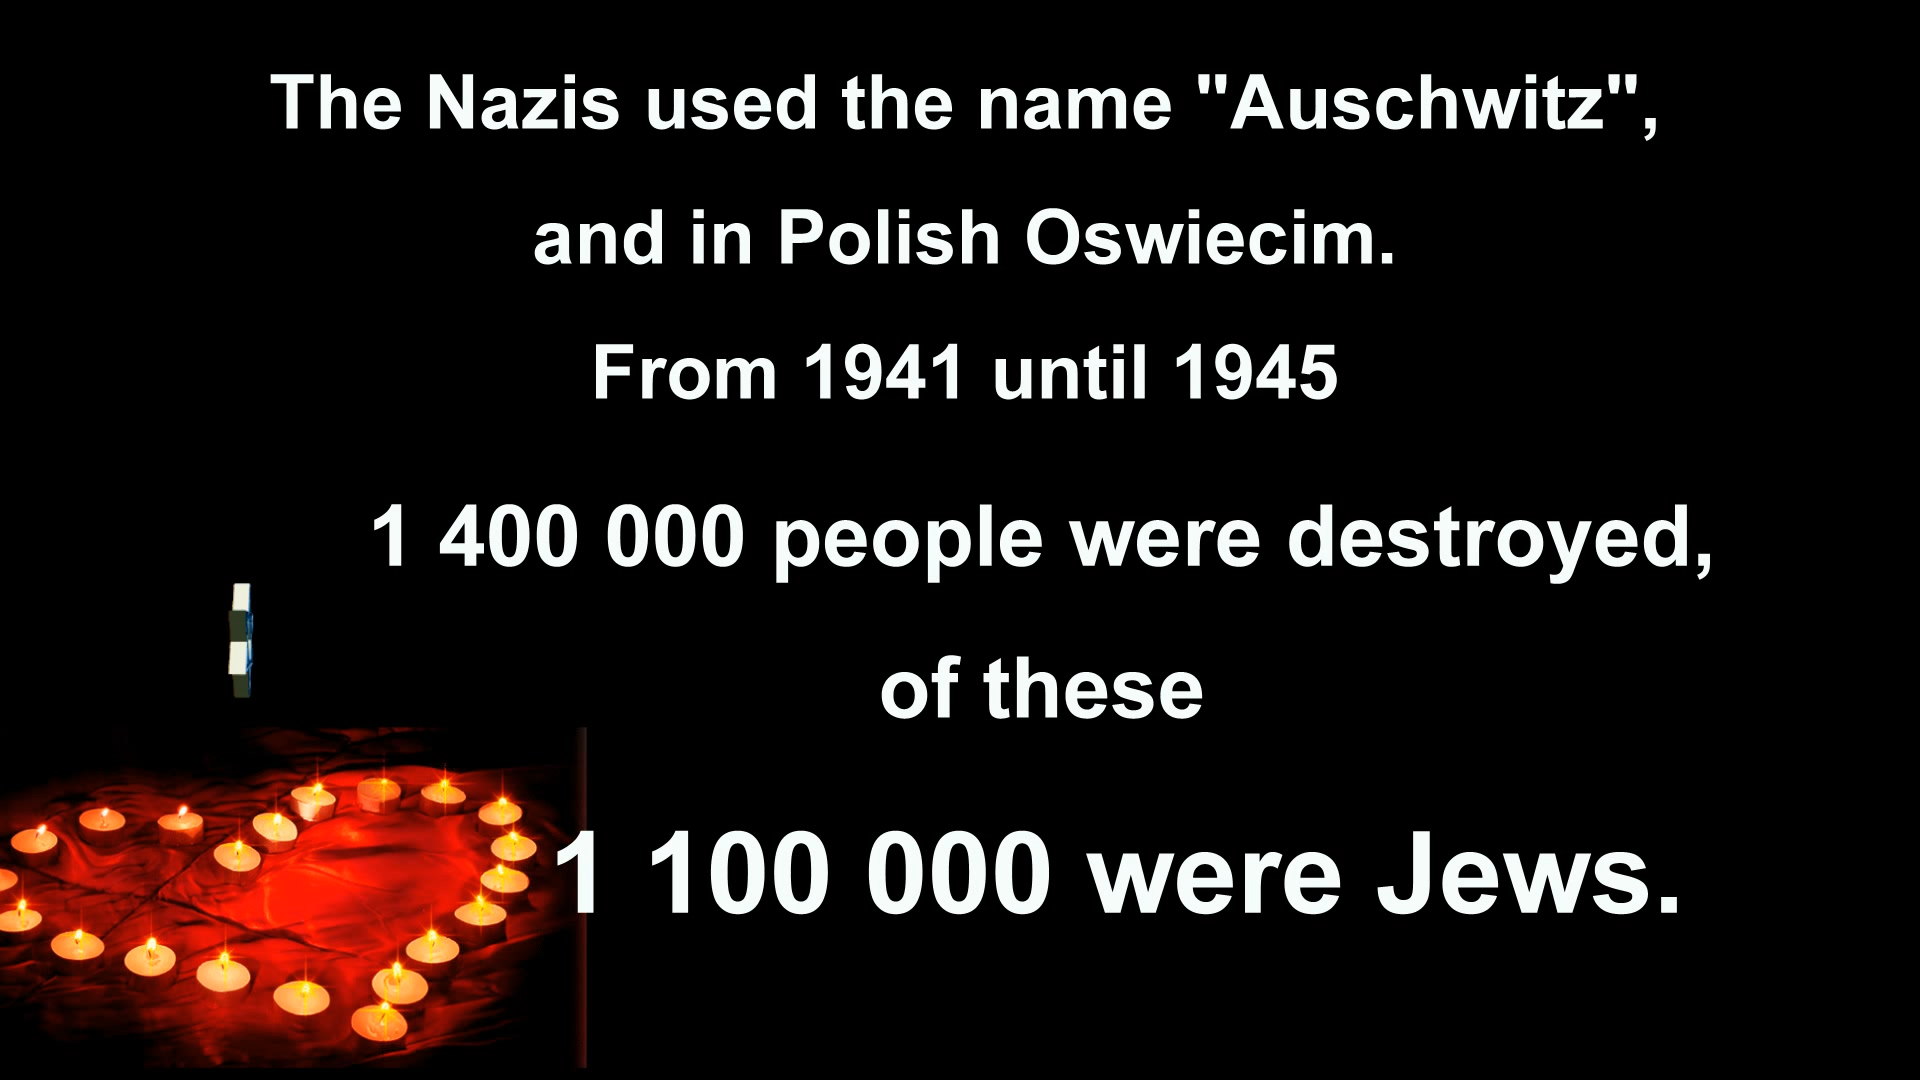 The Nazis used the name "Auschwitz",
and in Polish Oswiecim.
From 1941 until 1945
1 400 000 people were destroyed,
of these
1 100 000 were Jews.